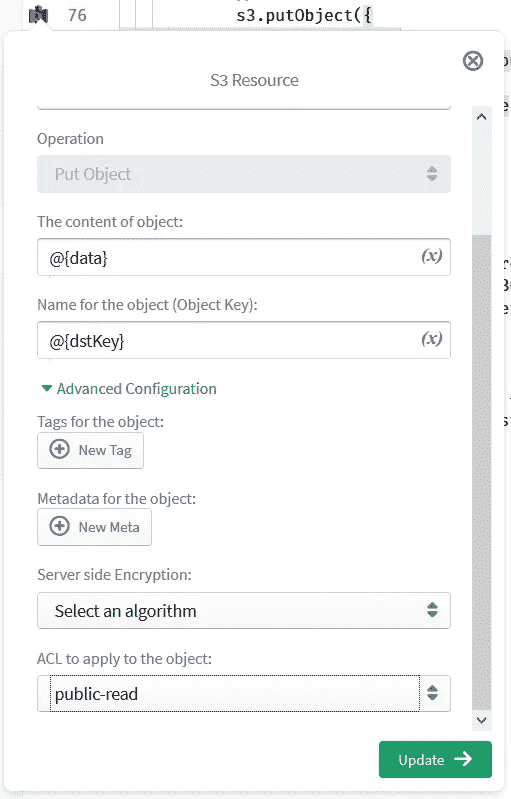 76 s3.putObject({
S3 Resource
Operation
Put Object
The content of object:
@{data}
(x)
Name for the object (Object Key):
@{dstKey}
(x)
Advanced Configuration
Tags for the object:
New Tag
Metadata for the object:
New Meta
Server side Encryption:
Select an algorithm
ACL to apply to the object:
public-read
Update